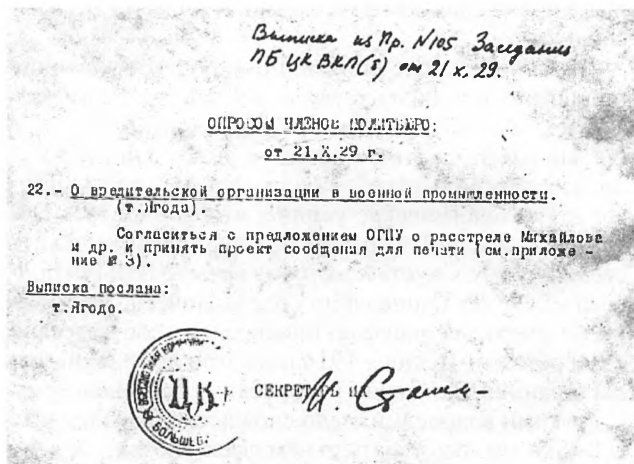 Выписка из Пр. N105 Заседания
ПБ ЦК ВКП(б) от 21 X. 29.
ОПРОСОМ ЧЛЕНОВ ПОЛИТБЮРО:
от 21.X.29 г.
22.- О вредительской организации в военной промышленности.
(т.Ягода)
Согласиться с предложением ОГПУ о расстреле Михайлова
и др. и принять проект сообщения для печати (см.приложе -
ние № 3).
Выписка послана:
т.Ягоде.
ЦК
СЕКРЕТАРЬ ЦК